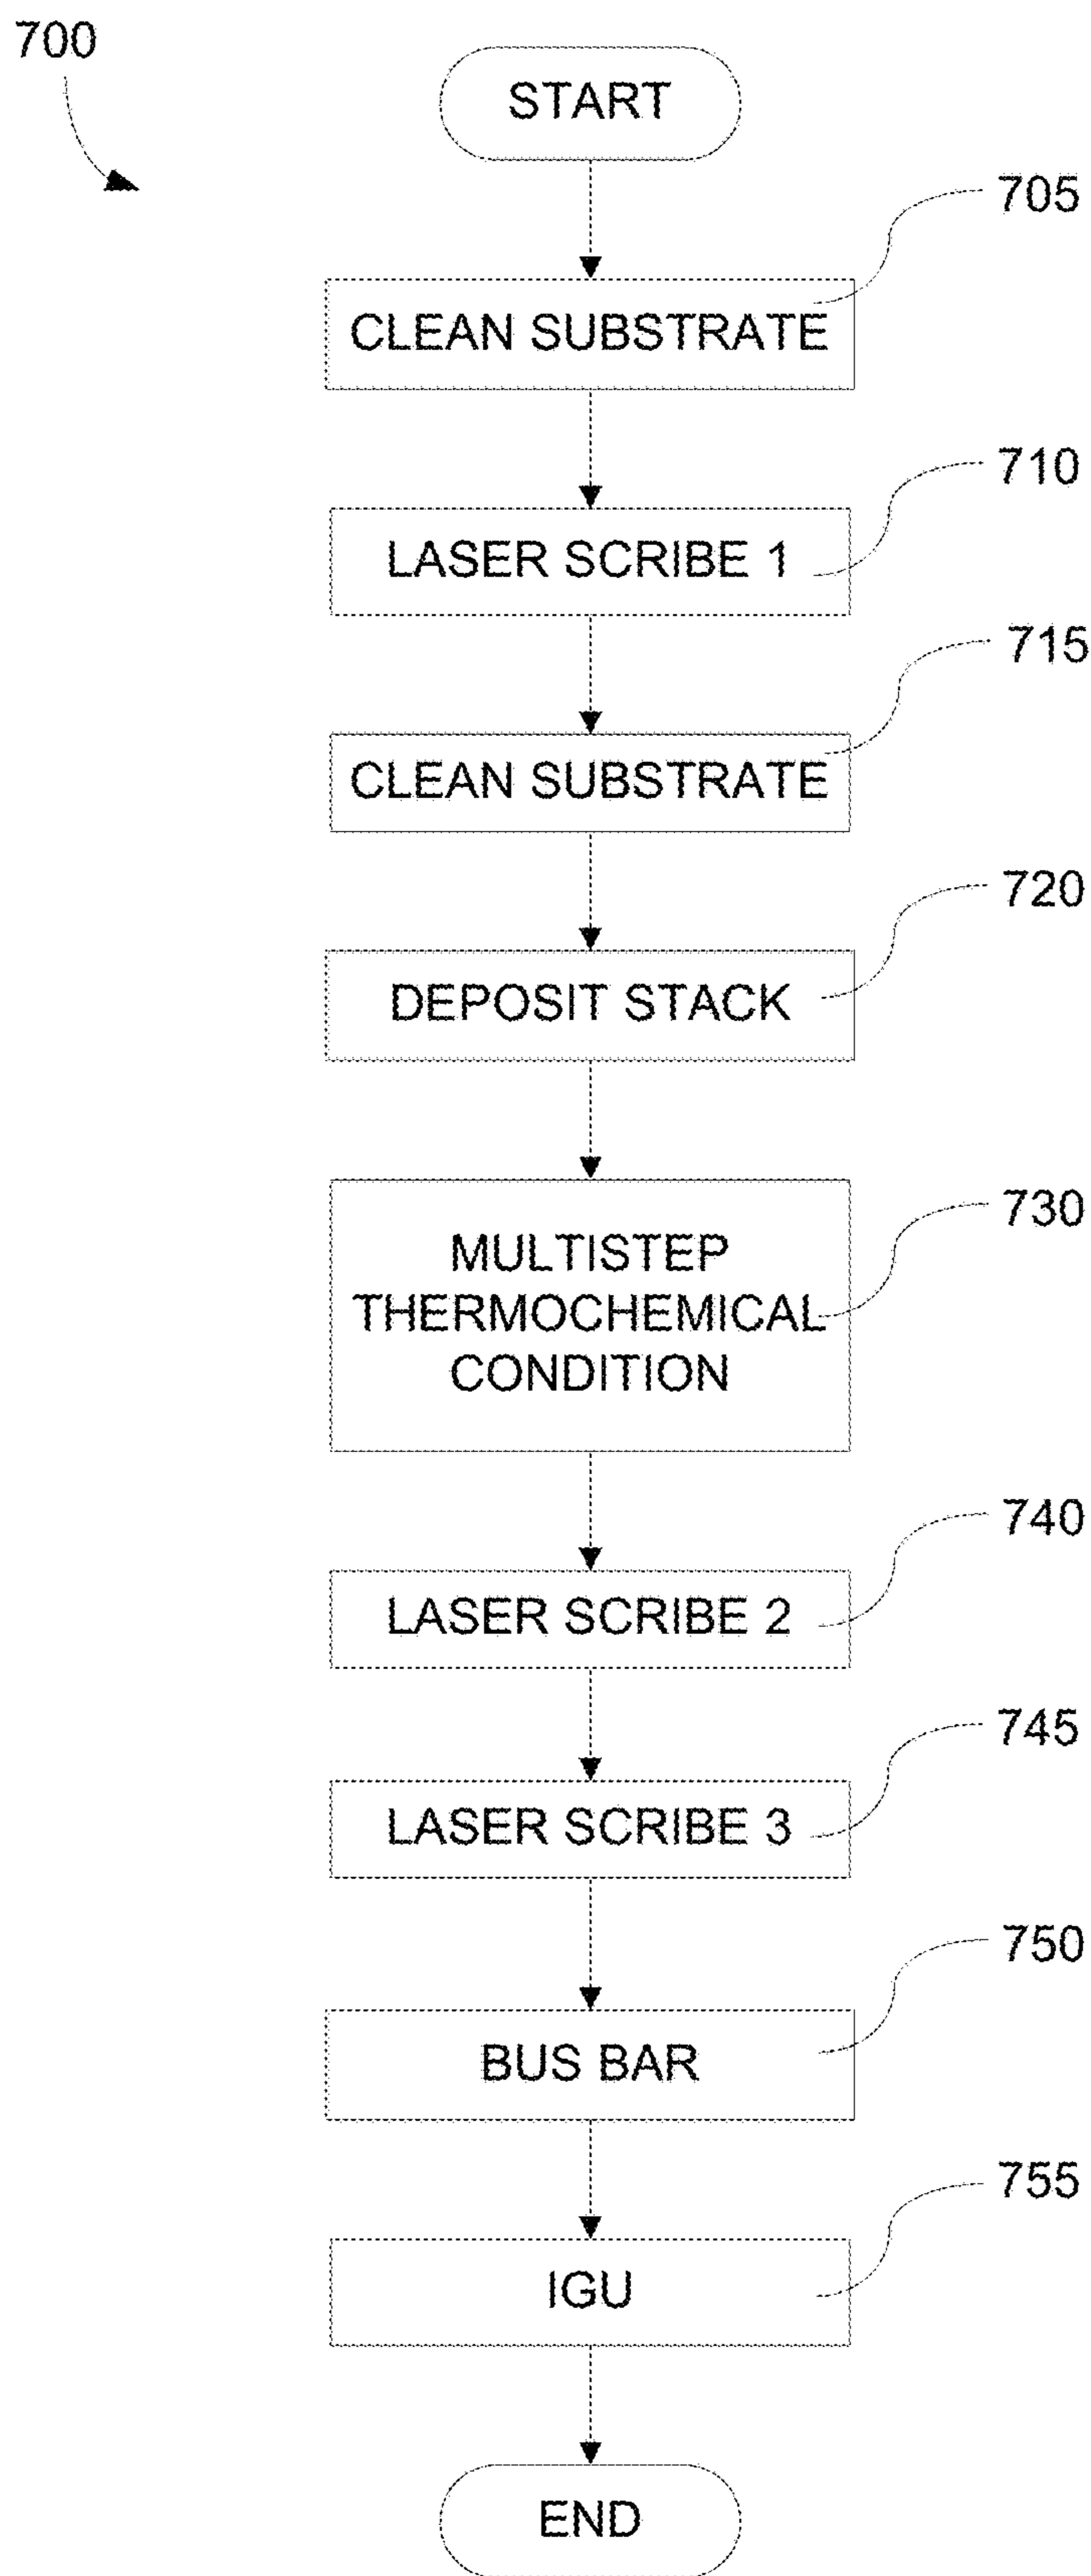 700
START
705
CLEAN SUBSTRATE
710
LASER SCRIBE 1
715
CLEAN SUBSTRATE
720
DEPOSIT STACK
730
MULTISTEP
THERMOCHEMICAL
CONDITION
740
LASER SCRIBE 2
745
LASER SCRIBE 3
750
BUS BAR
755
IGU
END